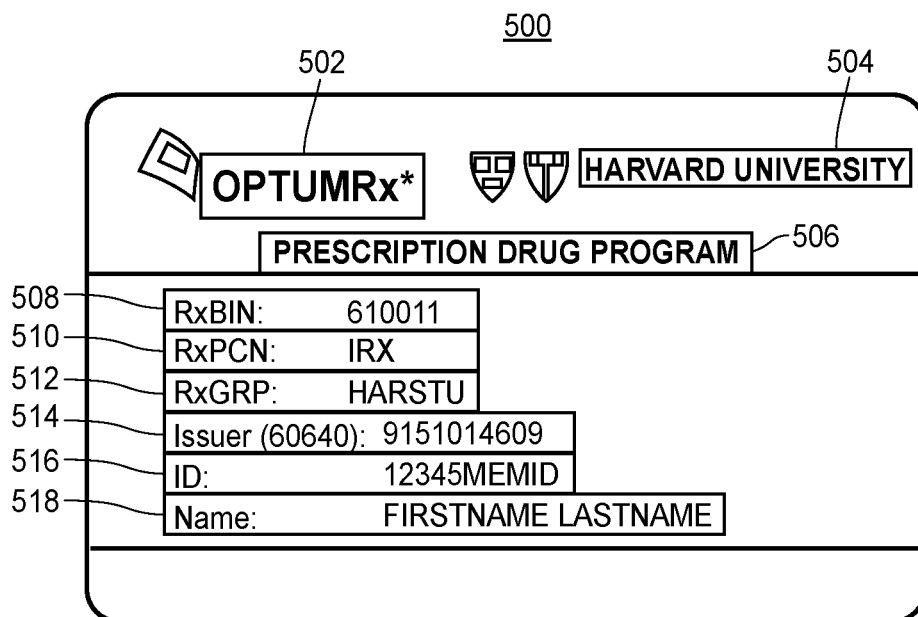 500
502
504
OPTUMRx*
HARVARD UNIVERSITY
PRESCRIPTION DRUG PROGRAM
506
508
RxBIN: 610011
510
RxPCN: IRX
512
RxGRP: HARSTU
514
Issuer (60640): 9151014609
516
ID: 12345MEMID
518
Name: FIRSTNAME LASTNAME